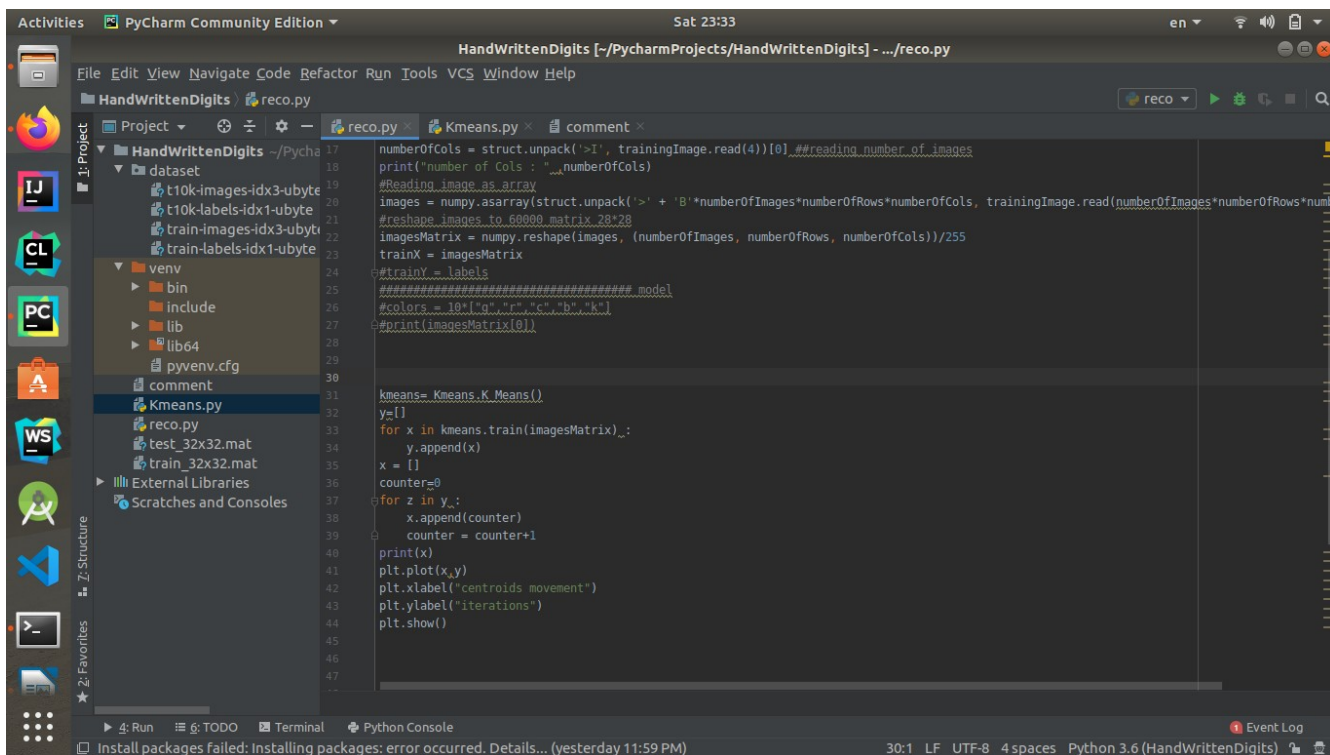 Activities PyCharm Community Edition Sat 23:33 en
HandWrittenDigits [~/PycharmProjects/HandWrittenDigits] - .../reco.py
File Edit View Navigate Code Refactor Run Tools VCS Window Help
HandWrittenDigits reco.py reco
Project reco.py Kmeans.py comment
1: Project
HandWrittenDigits ~/Pycha
dataset
t10k-images-idx3-ubyte
t10k-labels-idx1-ubyte
train-images-idx3-ubyt
train-labels-idx1-ubyte
venv
bin
include
lib
lib64
pyvenv.cfg
comment
Kmeans.py
reco.py
test_32x32.mat
train_32x32.mat
External Libraries
Scratches and Consoles
7: Structure
2: Favorites
17 numberOfCols = struct.unpack('>I', trainingImage.read(4))[0] ##reading number of images
18 print("number of Cols : " ,numberOfCols)
19 #Reading image as array
20 images = numpy.asarray(struct.unpack('>' + 'B'*numberOfImages*numberOfRows*numberOfCols, trainingImage.read(numberOfImages*numberOfRows*num
21 #reshape images to 60000 matrix 28*28
22 imagesMatrix = numpy.reshape(images, (numberOfImages, numberOfRows, numberOfCols))/255
23 trainX = imagesMatrix
24 #trainY = labels
25 ##################################### model
26 #colors = 10*["g","r","c","b","k"]
27 #print(imagesMatrix[0])
28
29
30
31 kmeans= Kmeans.K_Means()
32 y=[]
33 for x in kmeans.train(imagesMatrix) :
34 y.append(x)
35 x = []
36 counter=0
37 for z in y :
38 x.append(counter)
39 counter = counter+1
40 print(x)
41 plt.plot(x,y)
42 plt.xlabel("centroids movement")
43 plt.ylabel("iterations")
44 plt.show()
45
46
47
IJ
CL
PC
A
WS
>_
4: Run 6: TODO Terminal Python Console 1 Event Log
Install packages failed: Installing packages: error occurred. Details... (yesterday 11:59 PM) 30:1 LF UTF-8 4 spaces Python 3.6 (HandWrittenDigits)